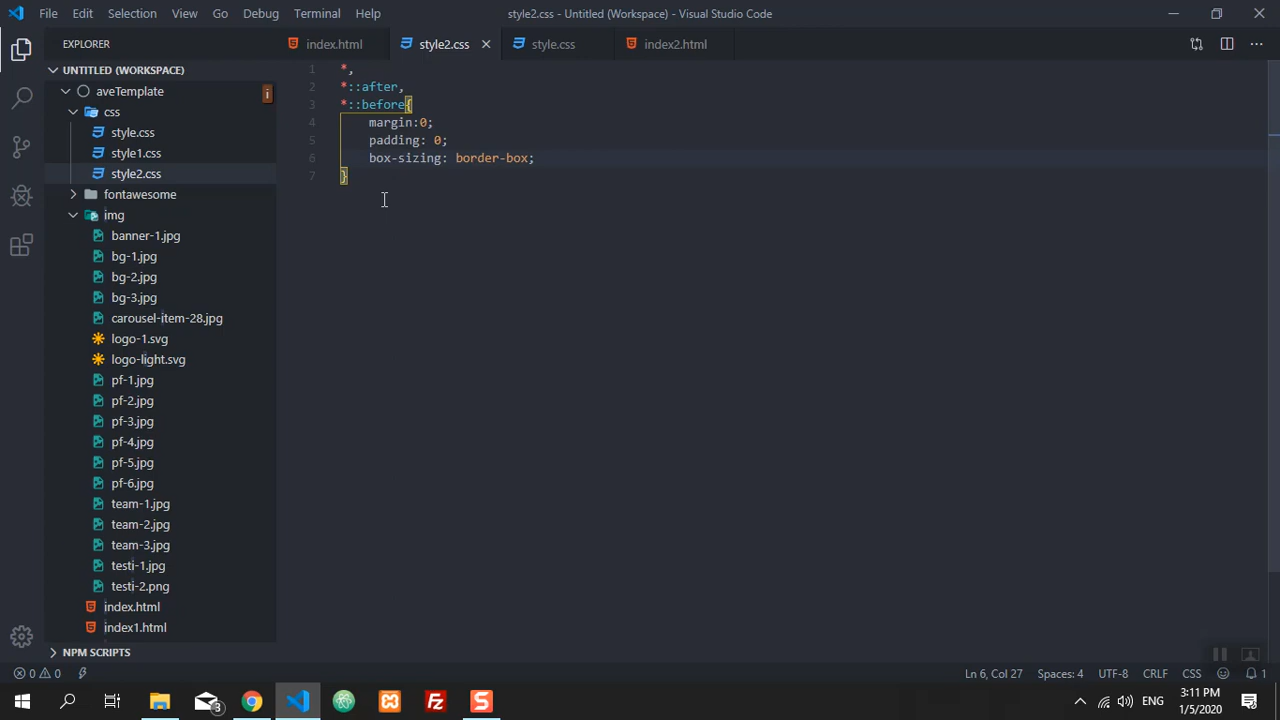 File Edit Selection View Go Debug Terminal Help style2.css - Untitled (Workspace) - Visual Studio Code
EXPLORER
index.html style2.css style.css index2.html
UNTITLED (WORKSPACE)
aveTemplate
css
style.css
style1.css
style2.css
fontawesome
img
banner-1.jpg
bg-1.jpg
bg-2.jpg
bg-3.jpg
carousel-item-28.jpg
logo-1.svg
logo-light.svg
pf-1.jpg
pf-2.jpg
pf-3.jpg
pf-4.jpg
pf-5.jpg
pf-6.jpg
team-1.jpg
team-2.jpg
team-3.jpg
testi-1.jpg
testi-2.png
index.html
index1.html
NPM SCRIPTS
1 *,
2 *::after,
3 *::before{
4 margin:0;
5 padding: 0;
6 box-sizing: border-box;
7 }
0 0 Ln 6, Col 27 Spaces: 4 UTF-8 CRLF CSS 1
3 ENG 3:11 PM
1/5/2020